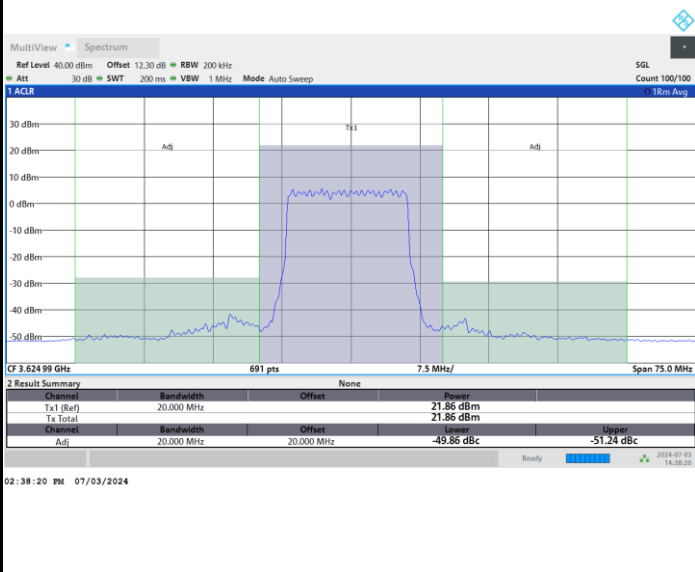 MultiView Spectrum
Ref Level 40.00 dBm Offset 12.30 dB RBW 200 kHz SGL
Att 30 dB SWT 200 ms VBW 1 MHz Mode Auto Sweep Count 100/100
1 ACLR 1Rm Avg
30 dBm
Tx1
Adj Adj
20 dBm
10 dBm
0 dBm
-10 dBm
-20 dBm
-30 dBm
-40 dBm
-50 dBm
CF 3.624 99 GHz 691 pts 7.5 MHz/ Span 75.0 MHz
2 Result Summary None
Channel Bandwidth Offset Power
Tx1 (Ref) 20.000 MHz 21.86 dBm
Tx Total 21.86 dBm
Channel Bandwidth Offset Lower Upper
Adj 20.000 MHz 20.000 MHz -49.86 dBc -51.24 dBc
Ready 2024-07-03
14:38:20
02:38:20 PM 07/03/2024